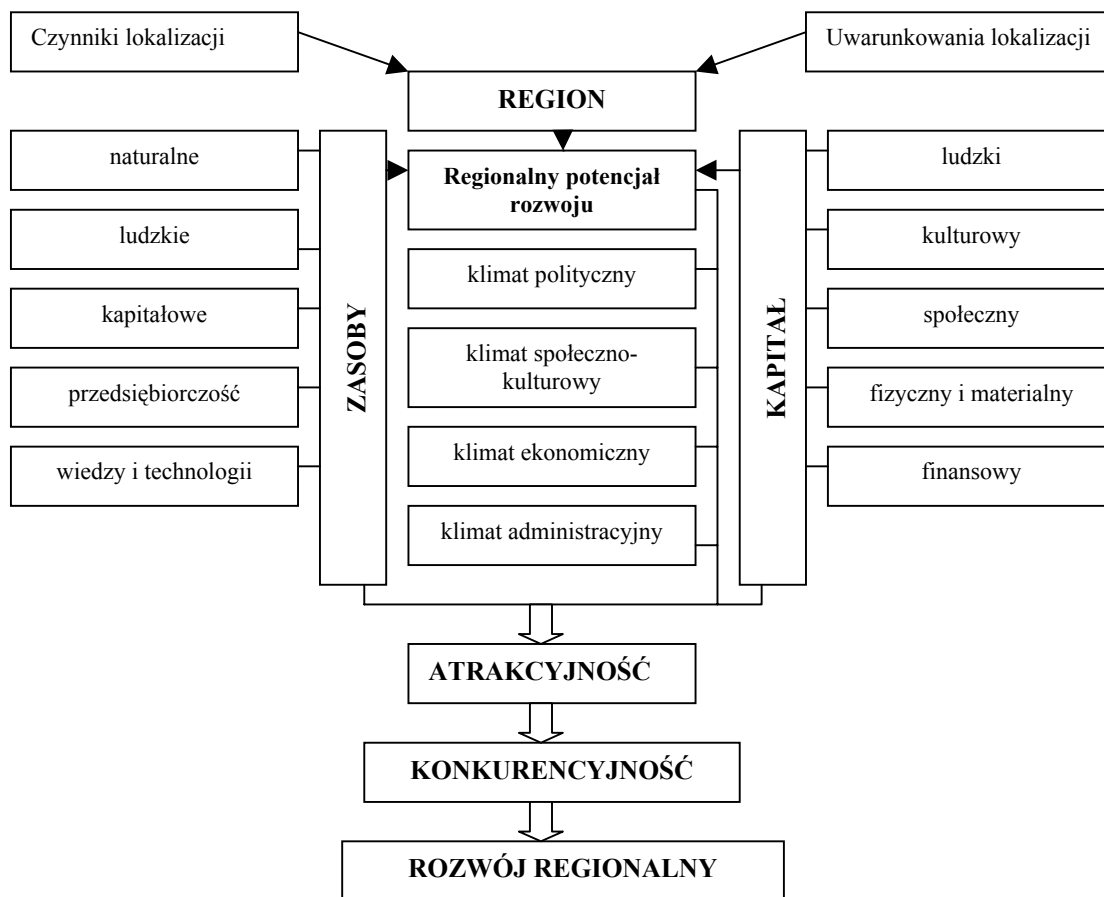 Czynniki lokalizacji
Uwarunkowania lokalizacji
REGION
naturalne
ludzkie
kapitałowe
przedsiębiorczość
wiedzy i technologii
ZASOBY
Regionalny potencjał
rozwoju
klimat polityczny
klimat społeczno-
kulturowy
klimat ekonomiczny
klimat administracyjny
KAPITAŁ
ludzki
kulturowy
społeczny
fizyczny i materialny
finansowy
ATRAKCYJNOŚĆ
KONKURENCYJNOŚĆ
ROZWÓJ REGIONALNY